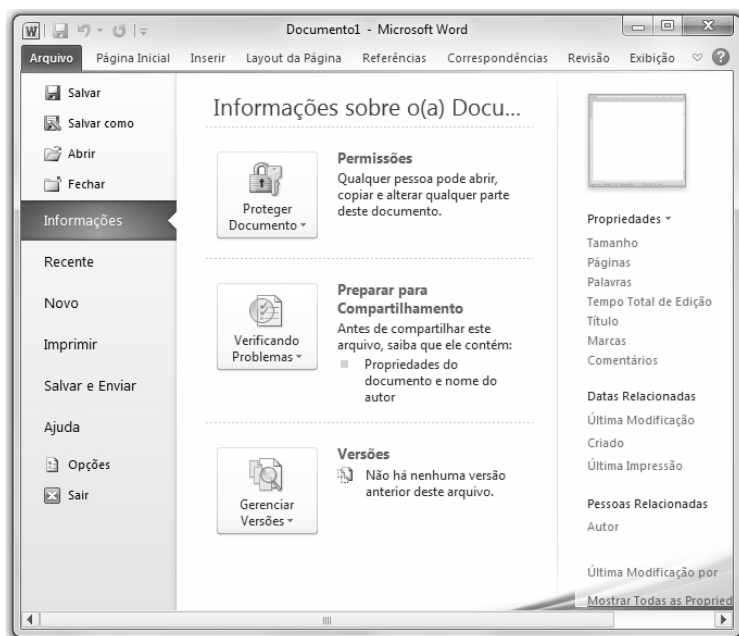 Documento1 - Microsoft Word
Arquivo Página Inicial Inserir Layout da Página Referências Correspondências Revisão Exibição
Salvar
Salvar como
Abrir
Fechar
Informações
Recente
Novo
Imprimir
Salvar e Enviar
Ajuda
Opções
Sair
Informações sobre o(a) Docu...
Proteger
Documento
Permissões
Qualquer pessoa pode abrir,
copiar e alterar qualquer parte
deste documento.
Verificando
Problemas
Preparar para
Compartilhamento
Antes de compartilhar este
arquivo, saiba que ele contém:
Propriedades do
documento e nome do
autor
Gerenciar
Versões
Versões
Não há nenhuma versão
anterior deste arquivo.
Propriedades
Tamanho
Páginas
Palavras
Tempo Total de Edição
Título
Marcas
Comentários
Datas Relacionadas
Última Modificação
Criado
Última Impressão
Pessoas Relacionadas
Autor
Última Modificação por
Mostrar Todas as Propried